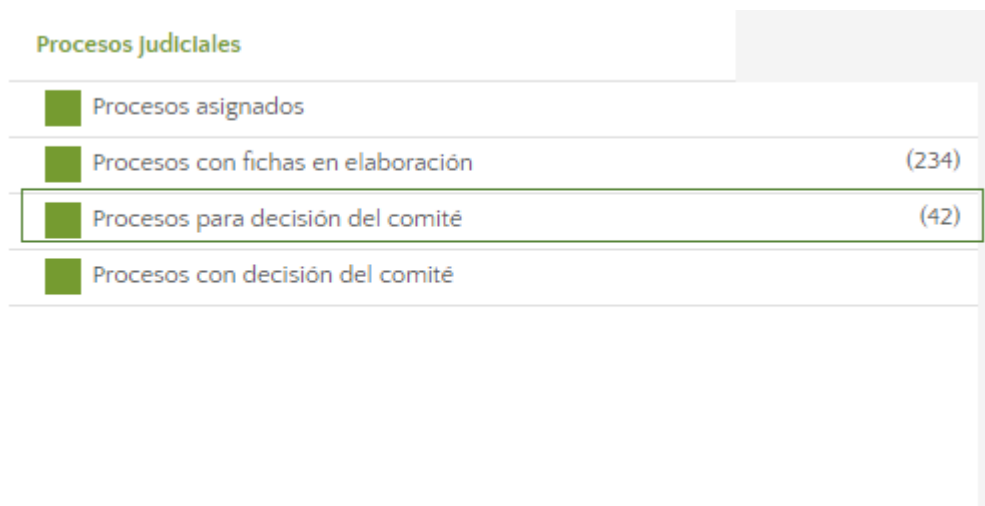 Procesos Judiciales
Procesos asignados
Procesos con fichas en elaboración (234)
Procesos para decisión del comité (42)
Procesos con decisión del comité